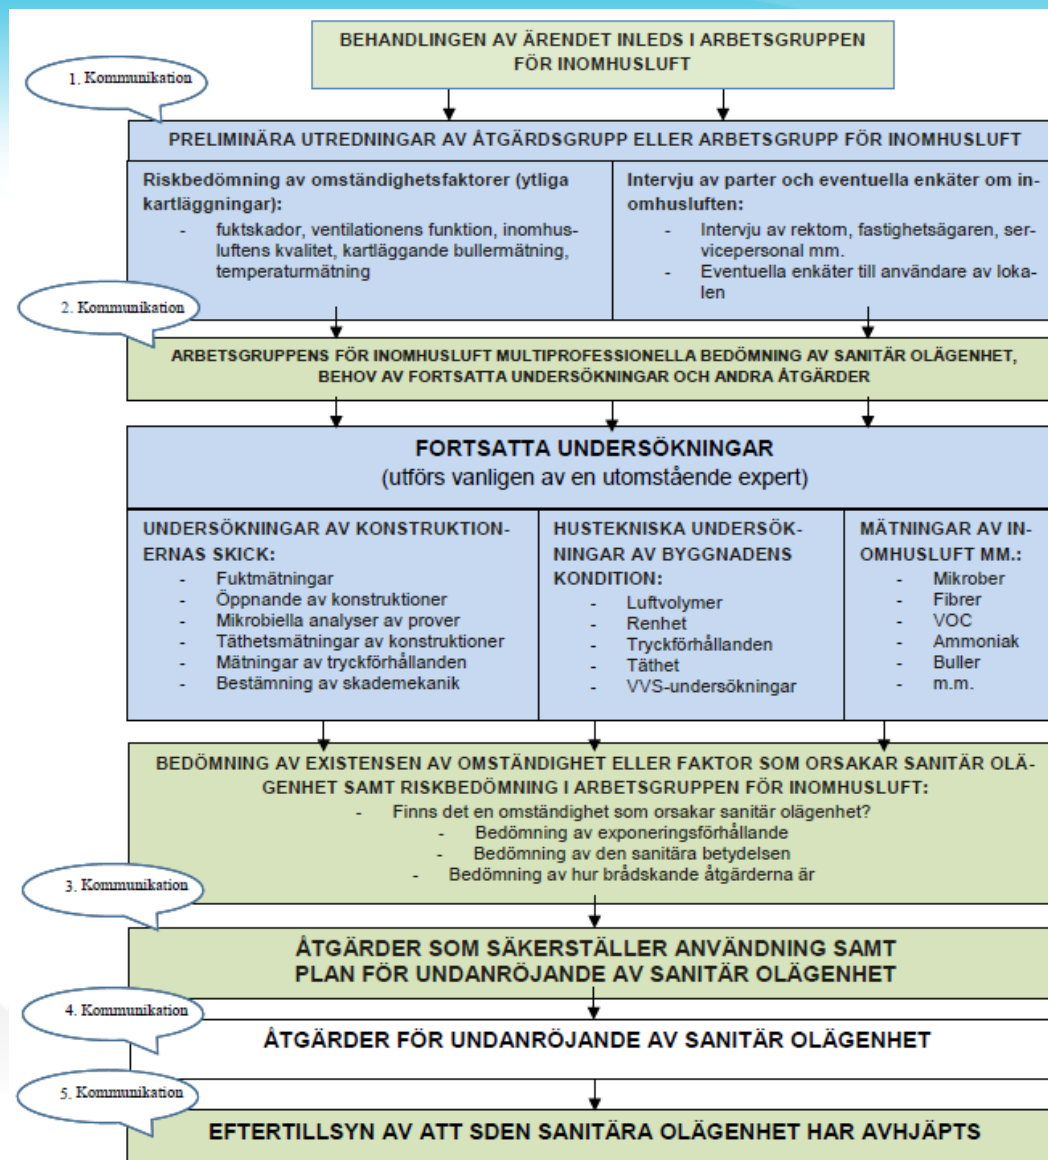 BEHANDLINGEN AV ÄRENDET INLEDS I ARBETSGRUPPEN
FÖR INOMHUSLUFT
1. Kommunikation
PRELIMINÄRA UTREDNINGAR AV ÅTGÄRDSGRUPP ELLER ARBETSGRUPP FÖR INOMHUSLUFT
Riskbedömning av omständighetsfaktorer (ytliga
kartläggningar):
- fuktskador, ventilationens funktion, inomhus-
luftens kvalitet, kartläggande bullermätning,
temperaturmätning
Intervju av parter och eventuella enkäter om in-
omhusluften:
- Intervju av rektorn, fastighetsägaren, ser-
vicepersonal mm.
- Eventuella enkäter till användare av loka-
len
2. Kommunikation
ARBETSGRUPPENS FÖR INOMHUSLUFT MULTIPROFESSIONELLA BEDÖMNING AV SANITÄR OLÄGENHET,
BEHOV AV FORTSATTA UNDERSÖKNINGAR OCH ANDRA ÅTGÄRDER
FORTSATTA UNDERSÖKNINGAR
(utförs vanligen av en utomstående expert)
UNDERSÖKNINGAR AV KONSTRUKTION-
ERNAS SKICK:
- Fuktmätningar
- Öppnande av konstruktioner
- Mikrobiella analyser av prover
- Täthetsmätningar av konstruktioner
- Mätningar av tryckförhållanden
- Bestämning av skademekanik
HUSTEKNISKA UNDERSÖK-
NINGAR AV BYGGNADENS
KONDITION:
- Luftvolymer
- Renhet
- Tryckförhållanden
- Täthet
- VVS-undersökningar
MÄTNINGAR AV IN-
OMHUSLUFT MM.:
- Mikrober
- Fibrer
- VOC
- Ammoniak
- Buller
- m.m.
BEDÖMNING AV EXISTENSEN AV OMSTÄNDIGHET ELLER FAKTOR SOM ORSAKAR SANITÄR OLÄ-
GENHET SAMT RISKBEDÖMNING I ARBETSGRUPPEN FÖR INOMHUSLUFT:
- Finns det en omständighet som orsakar sanitär olägenhet?
- Bedömning av exponeringsförhållande
- Bedömning av den sanitära betydelsen
- Bedömning av hur brådskande åtgärderna är
3. Kommunikation
ÅTGÄRDER SOM SÄKERSTÄLLER ANVÄNDNING SAMT
PLAN FÖR UNDANRÖJANDE AV SANITÄR OLÄGENHET
4. Kommunikation
ÅTGÄRDER FÖR UNDANRÖJANDE AV SANITÄR OLÄGENHET
5. Kommunikation
EFTERTILLSYN AV ATT SDEN SANITÄRA OLÄGENHET HAR AVHJÄPTS